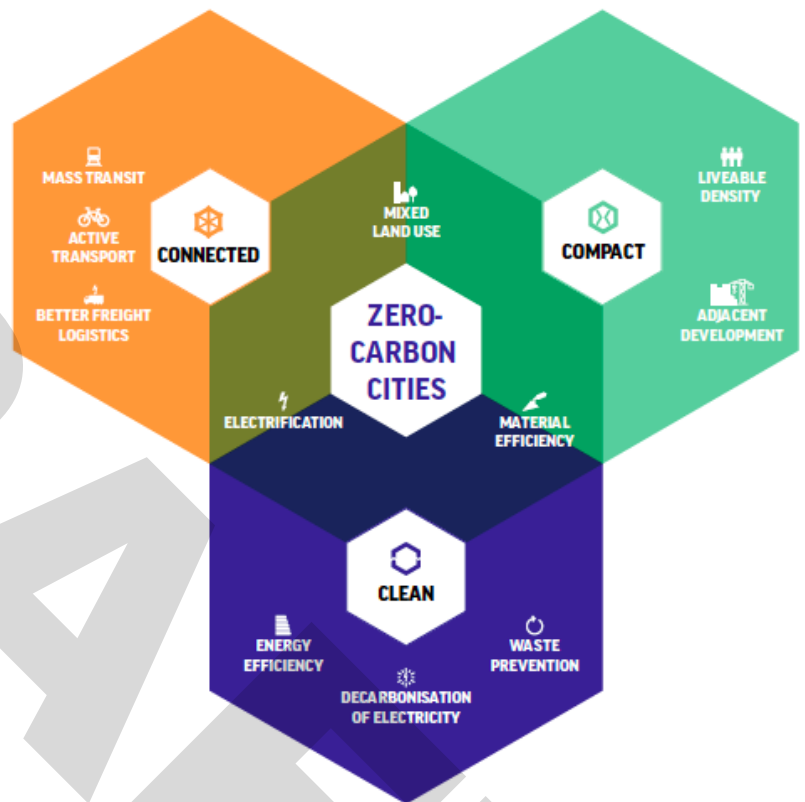 MASS TRANSIT
ACTIVE
TRANSPORT
BETTER FREIGHT
LOGISTICS
CONNECTED
MIXED
LAND USE
COMPACT
LIVEABLE
DENSITY
ADJACENT
DEVELOPMENT
ZERO-
CARBON
CITIES
ELECTRIFICATION
MATERIAL
EFFICIENCY
CLEAN
ENERGY
EFFICIENCY
DECARBONISATION
OF ELECTRICITY
WASTE
PREVENTION